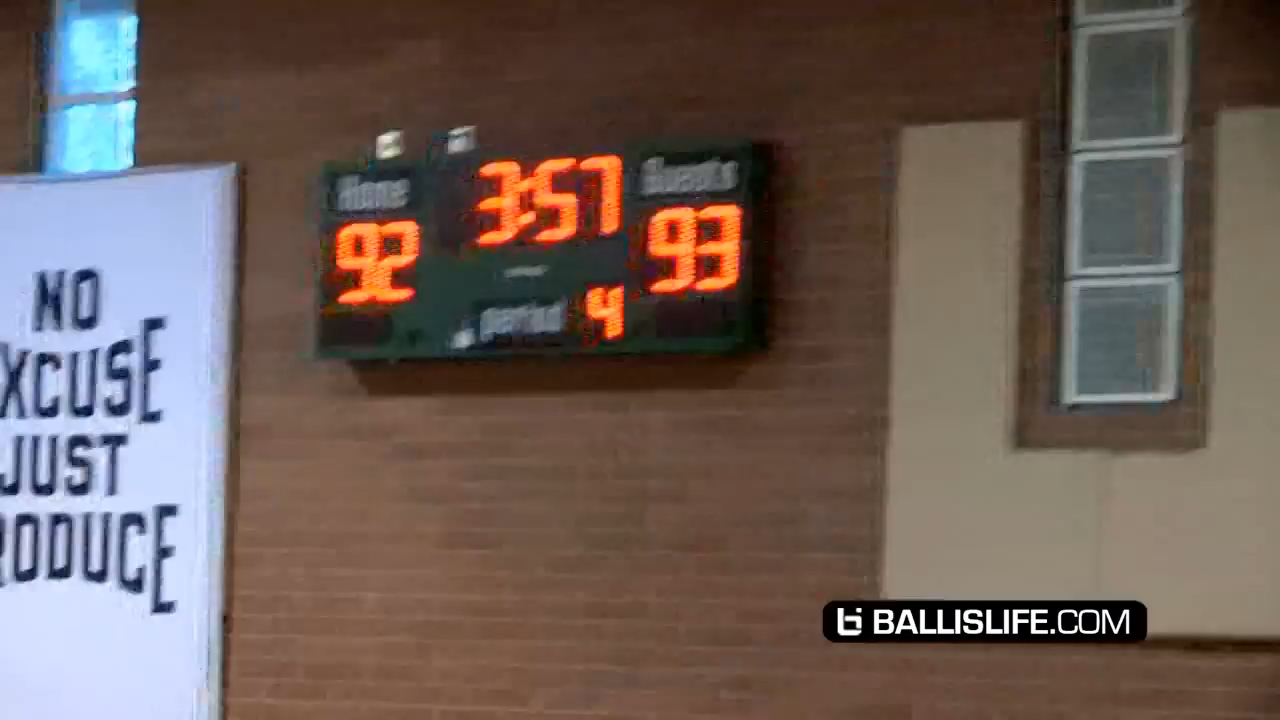 NO
XCUSE
JUST
RODUCE
Home
3:57
Guests
92
93
period 4
BALLISLIFE.COM